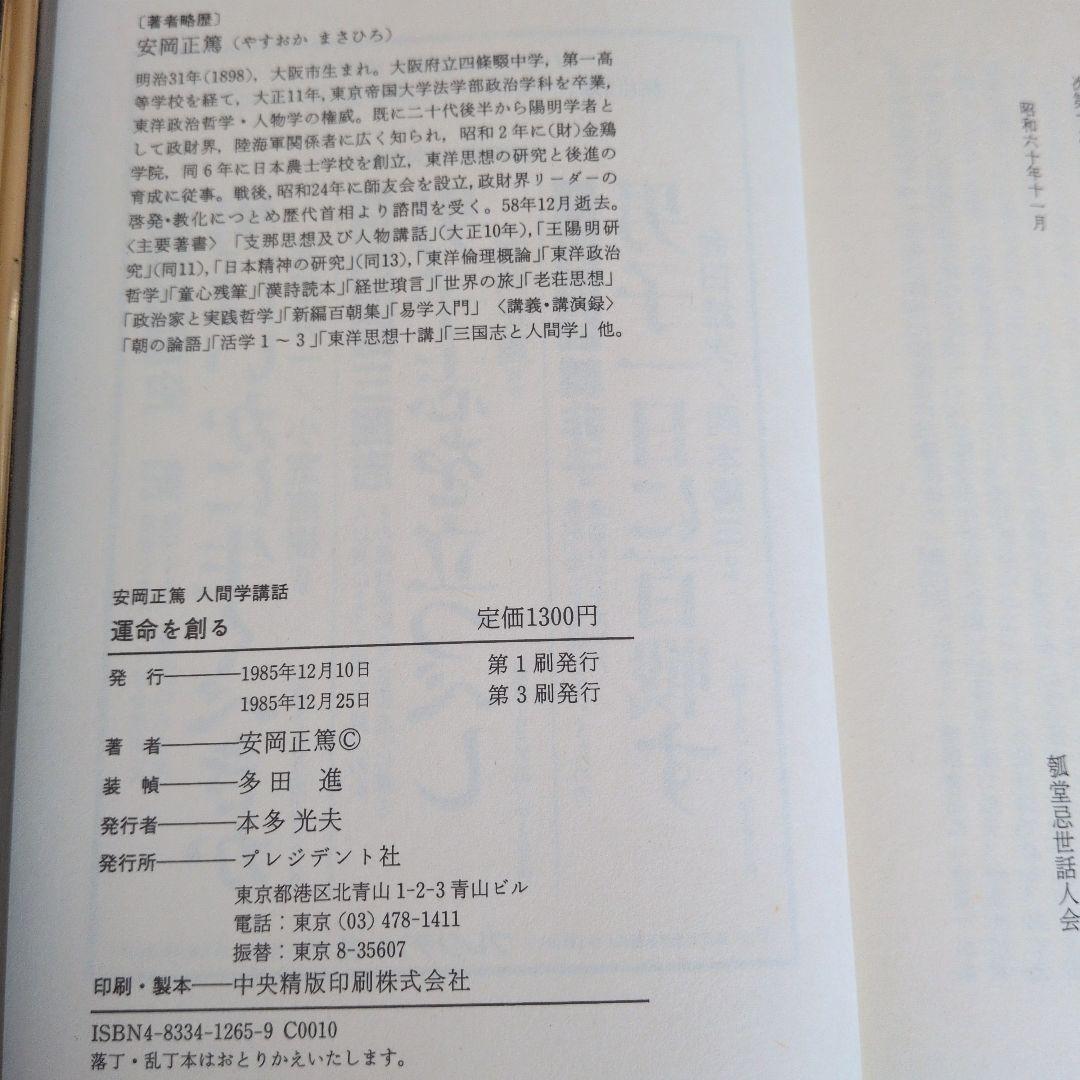 〔著者略歴〕
安岡正篤（やすおか まさひろ）
明治31年(1898)，大阪市生まれ。大阪府立四條畷中学，第一高
等学校を経て，大正11年，東京帝国大学法学部政治学科を卒業，
東洋政治哲学・人物学の権威。既に二十代後半から陽明学者と
して政財界，陸海軍関係者に広く知られ，昭和２年に(財)金鶏
学院，同６年に日本農士学校を創立，東洋思想の研究と後進の
育成に従事。戦後，昭和24年に師友会を設立，政財界リーダーの
啓発・教化につとめ歴代首相より諮問を受く。58年12月逝去。
〈主要著書〉「支那思想及び人物講話」(大正10年)，「王陽明研
究」(同11)，「日本精神の研究」(同13)，「東洋倫理概論」「東洋政治
哲学」「童心残筆」「漢詩読本」「経世瑣言」「世界の旅」「老荘思想」
「政治家と実践哲学」「新編百朝集」「易学入門」〈講義・講演録〉
「朝の論語」「活学１～３」「東洋思想十講」「三国志と人間学」他。
安岡正篤 人間学講話
運命を創る 定価1300円
発 行――1985年12月10日 第１刷発行
1985年12月25日 第３刷発行
著 者――安岡正篤©
装 幀――多田 進
発行者――本多光夫
発行所――プレジデント社
東京都港区北青山1-2-3青山ビル
電話：東京(03)478-1411
振替：東京8-35607
印刷・製本――中央精版印刷株式会社
ISBN4-8334-1265-9 C0010
落丁・乱丁本はおとりかえいたします。
昭和六十年十一月
瓠堂忌世話人会